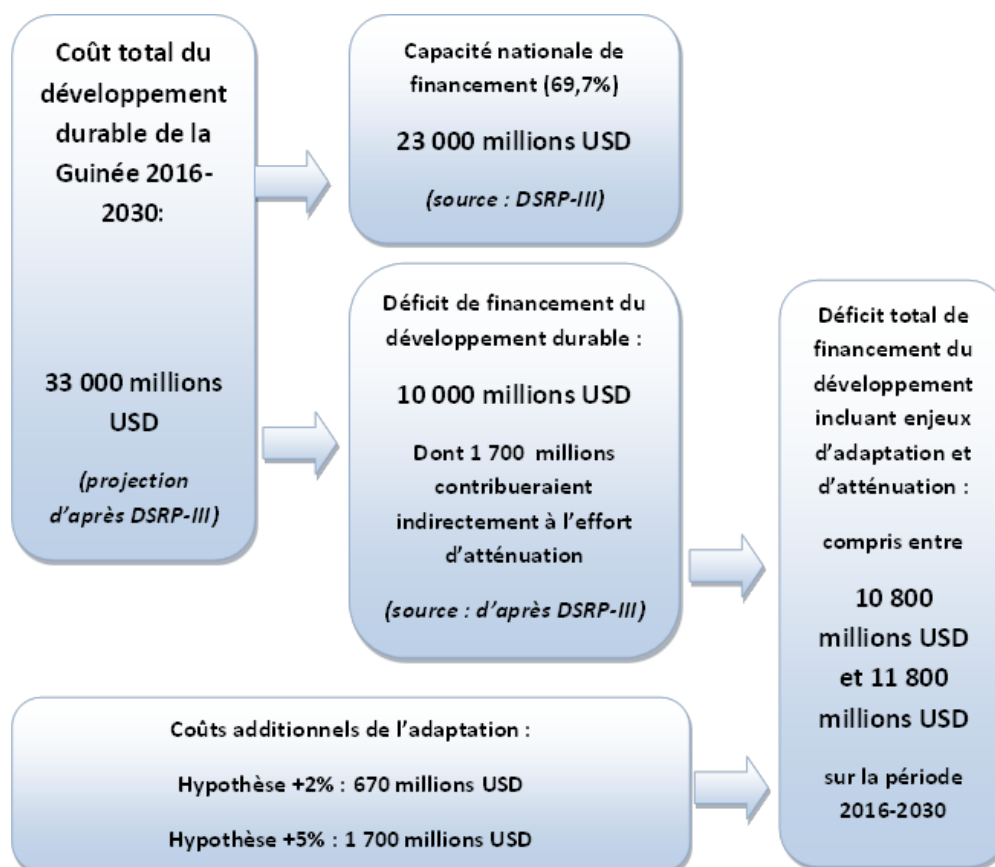 Coût total du
développement
durable de la
Guinée 2016-
2030:
33 000 millions
USD
(projection
d’après DSRP-III)
Capacité nationale de
financement (69,7%)
23 000 millions USD
(source : DSRP-III)
Déficit de financement du
développement durable :
10 000 millions USD
Dont 1 700 millions
contribueraient
indirectement à l’effort
d’atténuation
(source : d’après DSRP-III)
Coûts additionnels de l’adaptation :
Hypothèse +2% : 670 millions USD
Hypothèse +5% : 1 700 millions USD
Déficit total de
financement du
développement
incluant enjeux
d’adaptation et
d’atténuation :
compris entre
10 800
millions USD
et 11 800
millions USD
sur la période
2016-2030